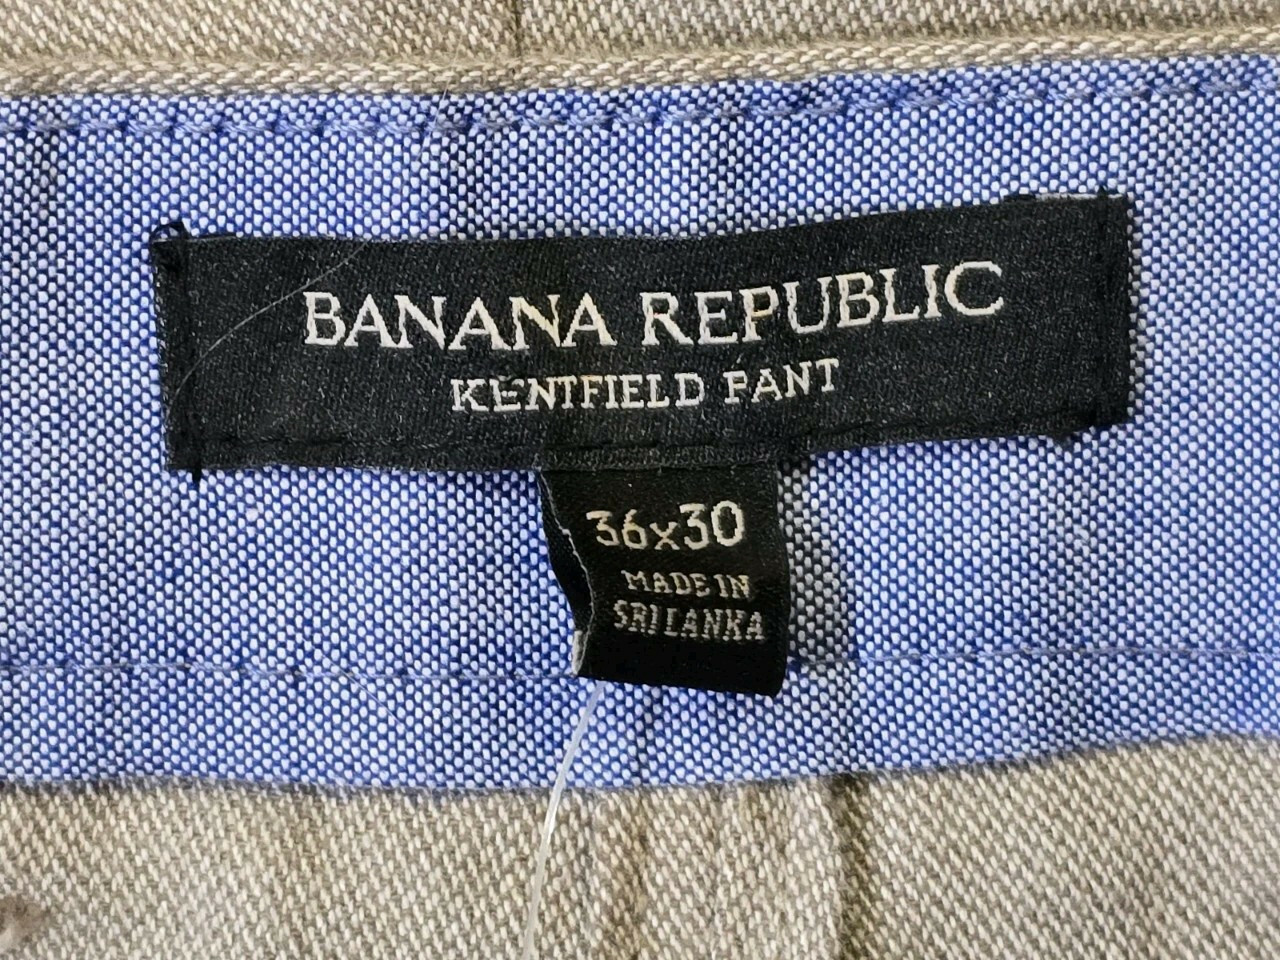 BANANA REPUBLIC
KENTFIELD PANT
36x30
MADE IN
SRI LANKA